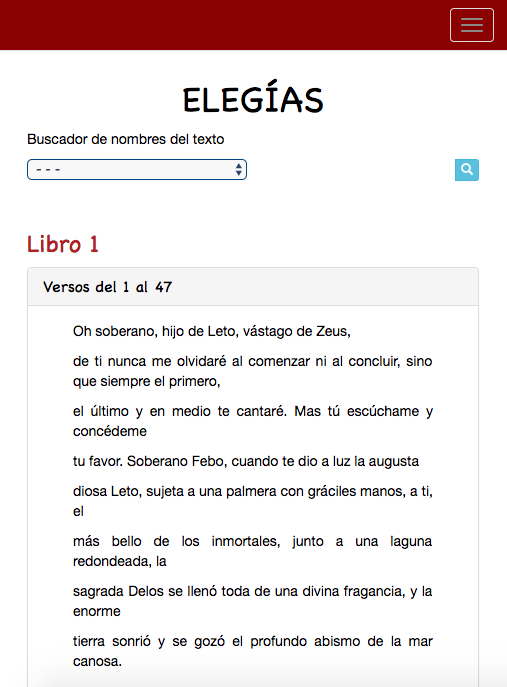 ELEGÍAS
Buscador de nombres del texto
- - -
Libro 1
Versos del 1 al 47
Oh soberano, hijo de Leto, vástago de Zeus,
de ti nunca me olvidaré al comenzar ni al concluir, sino
que siempre el primero,
el último y en medio te cantaré. Mas tú escúchame y
concédeme
tu favor. Soberano Febo, cuando te dio a luz la augusta
diosa Leto, sujeta a una palmera con gráciles manos, a ti,
el
más bello de los inmortales, junto a una laguna
redondeada, la
sagrada Delos se llenó toda de una divina fragancia, y la
enorme
tierra sonrió y se gozó el profundo abismo de la mar
canosa.